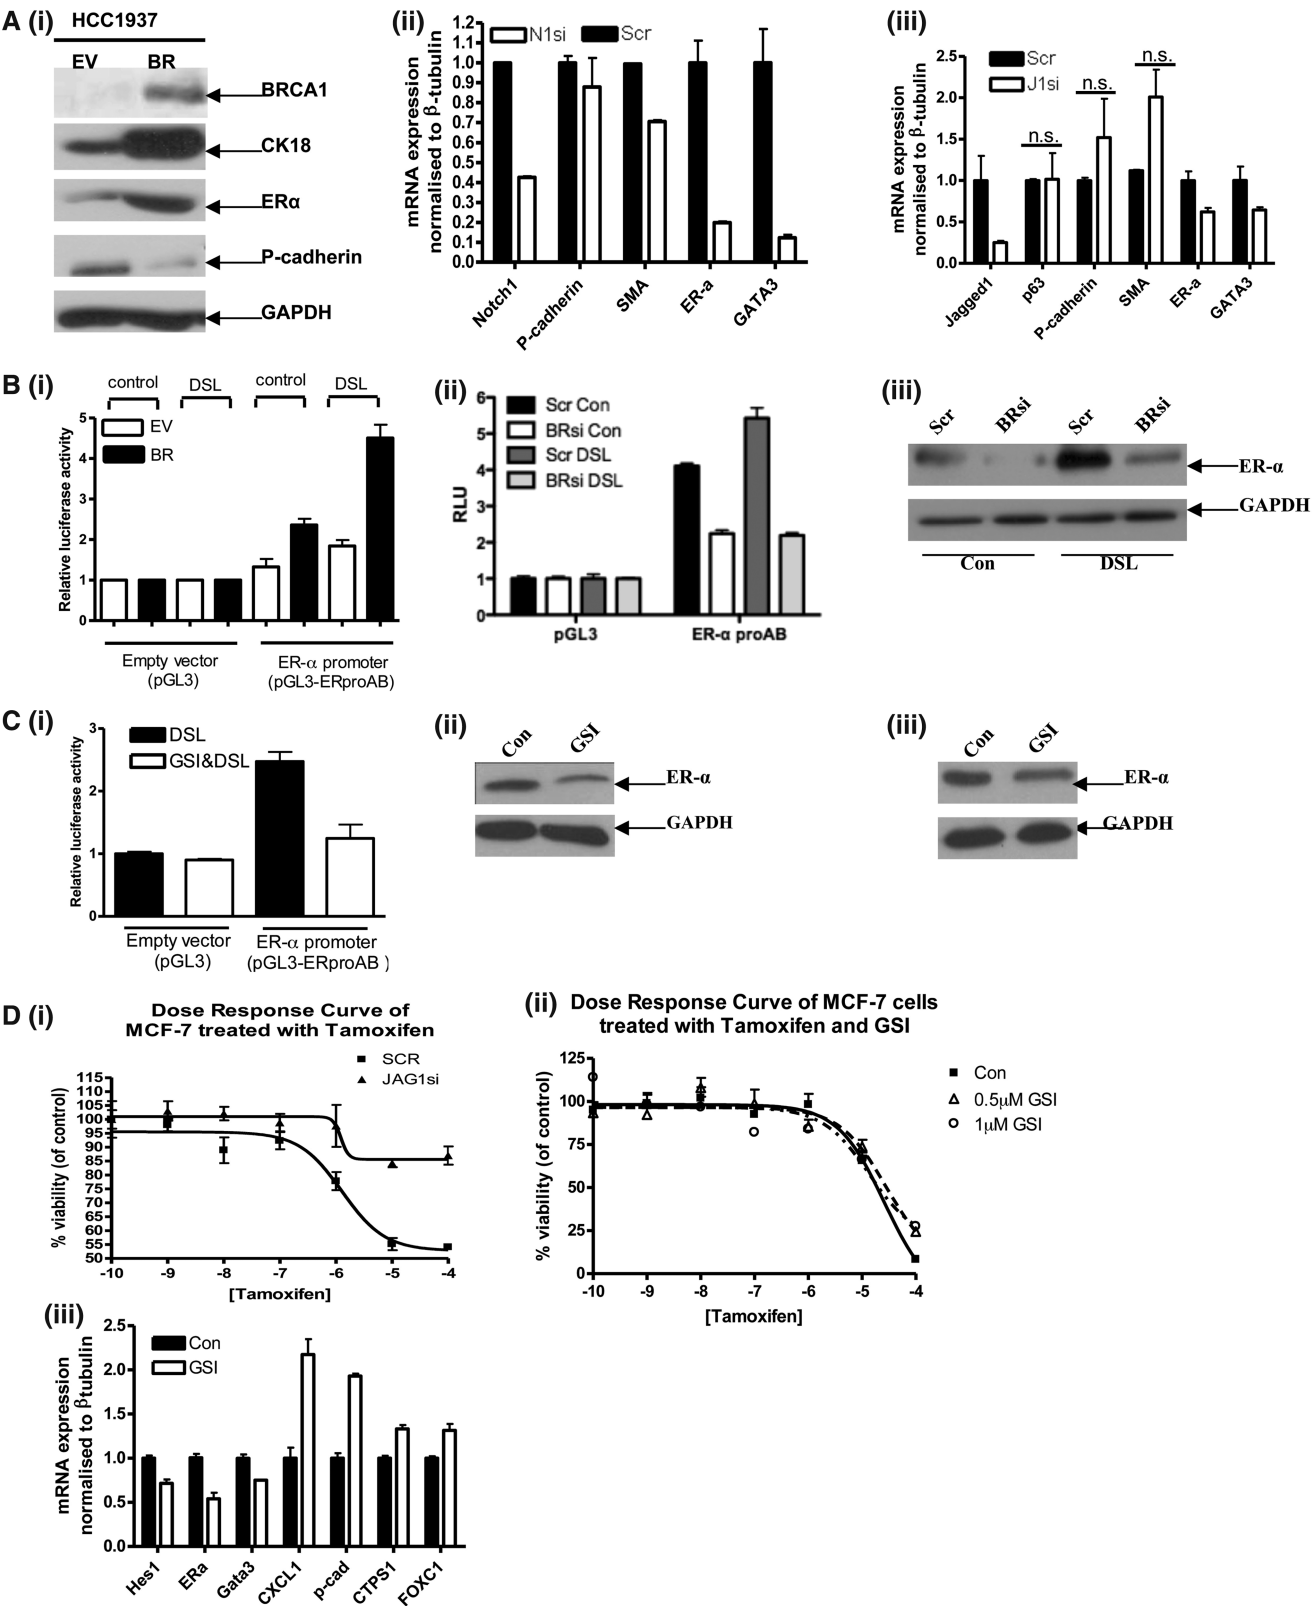 A (i)
HCC1937
EV BR
BRCA1
CK18
ERα
P-cadherin
GAPDH
(ii)
mRNA expression
normalised to β-tubulin
1.2
1.1
1.0
0.9
0.8
0.7
0.6
0.5
0.4
0.3
0.2
0.1
0.0
N1si Scr
Notch1 P-cadherin SMA ER-a GATA3
(iii)
mRNA expression
normalised to β-tubulin
2.5
2.0
1.5
1.0
0.5
0.0
Scr
J1si
n.s. n.s. n.s.
Jagged1 p63 P-cadherin SMA ER-a GATA3
B (i)
control DSL control DSL
Relative luciferase activity
5
4
3
2
1
0
EV
BR
Empty vector
(pGL3)
ER-α promoter
(pGL3-ERproAB)
(ii)
RLU
6
5
4
3
2
1
0
Scr Con
BRsi Con
Scr DSL
BRsi DSL
pGL3 ER-α proAB
(iii)
Scr BRsi Scr BRsi
ER-α
GAPDH
Con DSL
C (i)
Relative luciferase activity
3
2
1
0
DSL
GSI&DSL
Empty vector
(pGL3)
ER-α promoter
(pGL3-ERproAB )
(ii)
Con GSI
ER-α
GAPDH
(iii)
Con GSI
ER-α
GAPDH
D (i)
Dose Response Curve of
MCF-7 treated with Tamoxifen
SCR
JAG1si
% viability (of control)
115
110
105
100
95
90
85
80
75
70
65
60
55
50
-10 -9 -8 -7 -6 -5 -4
[Tamoxifen]
(ii)
Dose Response Curve of MCF-7 cells
treated with Tamoxifen and GSI
Con
0.5μM GSI
1μM GSI
% viability (of control)
125
100
75
50
25
0
-10 -9 -8 -7 -6 -5 -4
[Tamoxifen]
(iii)
mRNA expression
normalised to βtubulin
2.5
2.0
1.5
1.0
0.5
0.0
Con
GSI
Hes1 ERa Gata3 CXCL1 p-cad CTPS1 FOXC1